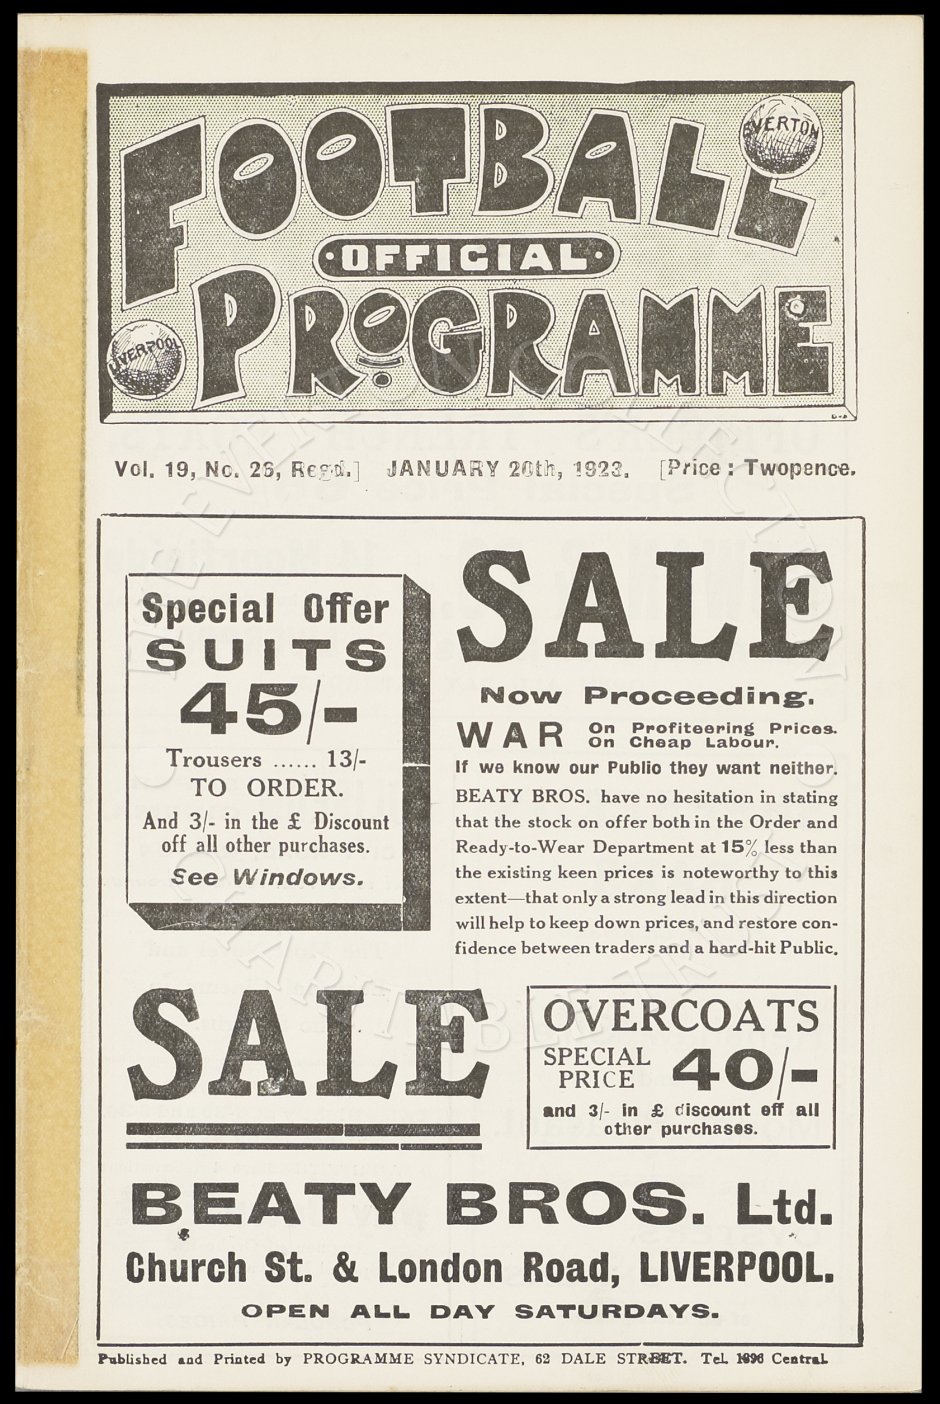 FOOTBALL
EVERTON
·OFFICIAL·
PROGRAMME
LIVERPOOL
Vol. 19, No. 26, Regd.] JANUARY 20th, 1923. [Price : Twopence.
SALE
Now Proceeding.
WAR On Profiteering Prices.
On Cheap Labour.
If we know our Public they want neither.
BEATY BROS. have no hesitation in stating
that the stock on offer both in the Order and
Ready-to-Wear Department at 15% less than
the existing keen prices is noteworthy to this
extent—that only a strong lead in this direction
will help to keep down prices, and restore con-
fidence between traders and a hard-hit Public.
Special Offer
SUITS
45/-
Trousers ...... 13/-
TO ORDER.
And 3/- in the £ Discount
off all other purchases.
See Windows.
SALE
OVERCOATS
SPECIAL
PRICE 40/-
and 3/- in £ discount off all
other purchases.
BEATY BROS. Ltd.
Church St. & London Road, LIVERPOOL.
OPEN ALL DAY SATURDAYS.
Published and Printed by PROGRAMME SYNDICATE, 62 DALE STREET. Tel. 1896 Central.
THE EVERTON COLLECTION
CHARITABLE TRUST